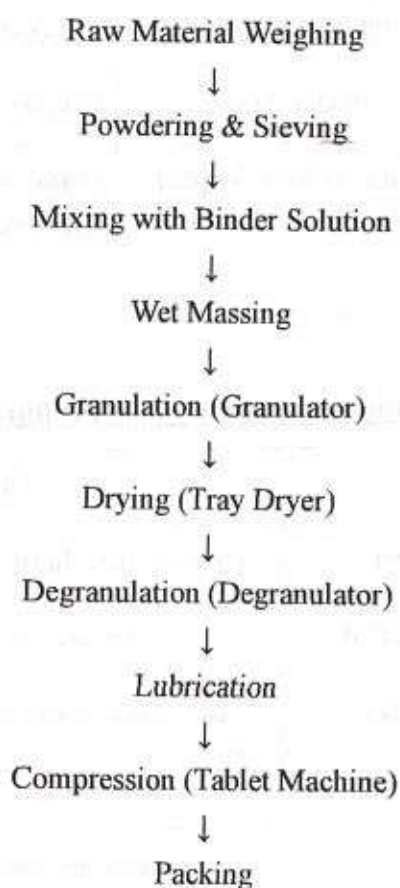 Raw Material Weighing
↓
Powdering & Sieving
↓
Mixing with Binder Solution
↓
Wet Massing
↓
Granulation (Granulator)
↓
Drying (Tray Dryer)
↓
Degranulation (Degranulator)
↓
Lubrication
↓
Compression (Tablet Machine)
↓
Packing